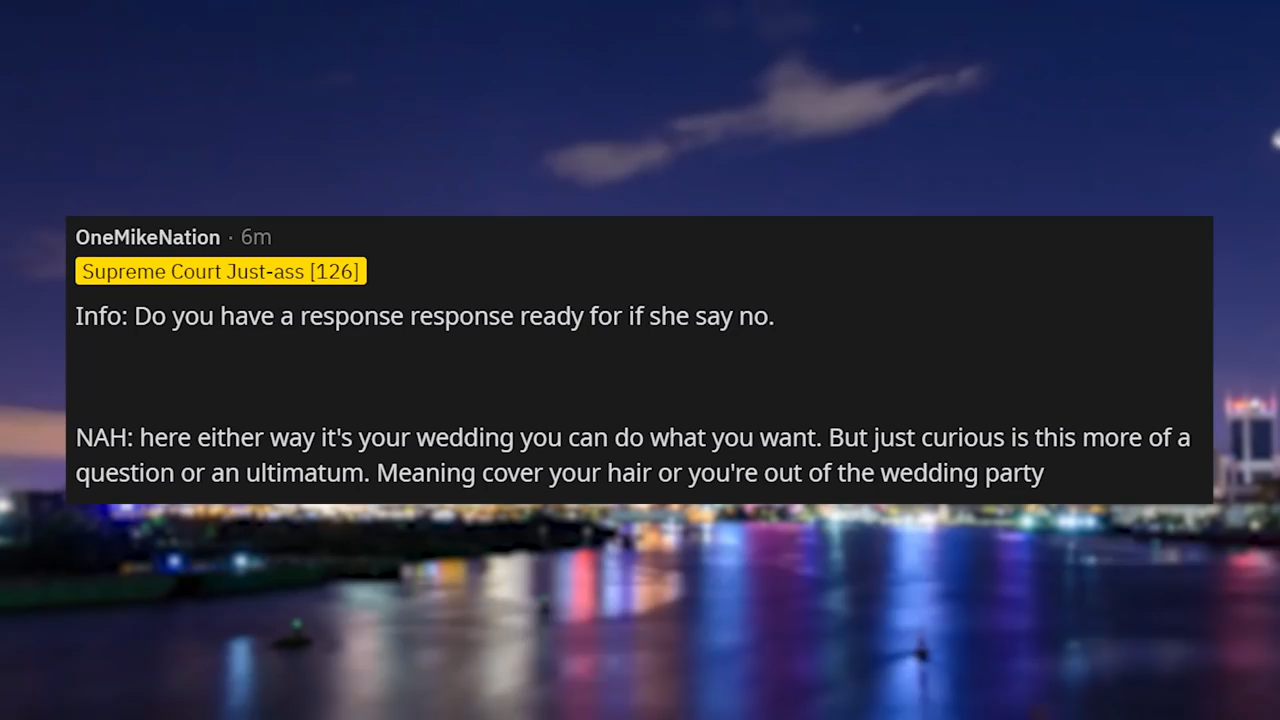 OneMikeNation · 6m
Supreme Court Just-ass [126]
Info: Do you have a response response ready for if she say no.
NAH: here either way it's your wedding you can do what you want. But just curious is this more of a
question or an ultimatum. Meaning cover your hair or you're out of the wedding party